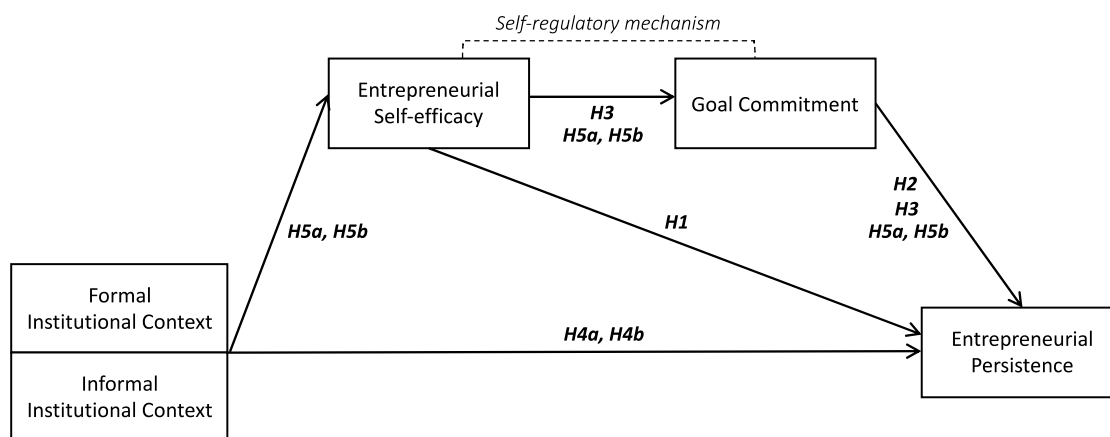 Self-regulatory mechanism
Entrepreneurial
Self-efficacy
H3
H5a, H5b
Goal Commitment
H2
H3
H5a, H5b
H1
H5a, H5b
Formal
Institutional Context
H4a, H4b
Informal
Institutional Context
Entrepreneurial
Persistence